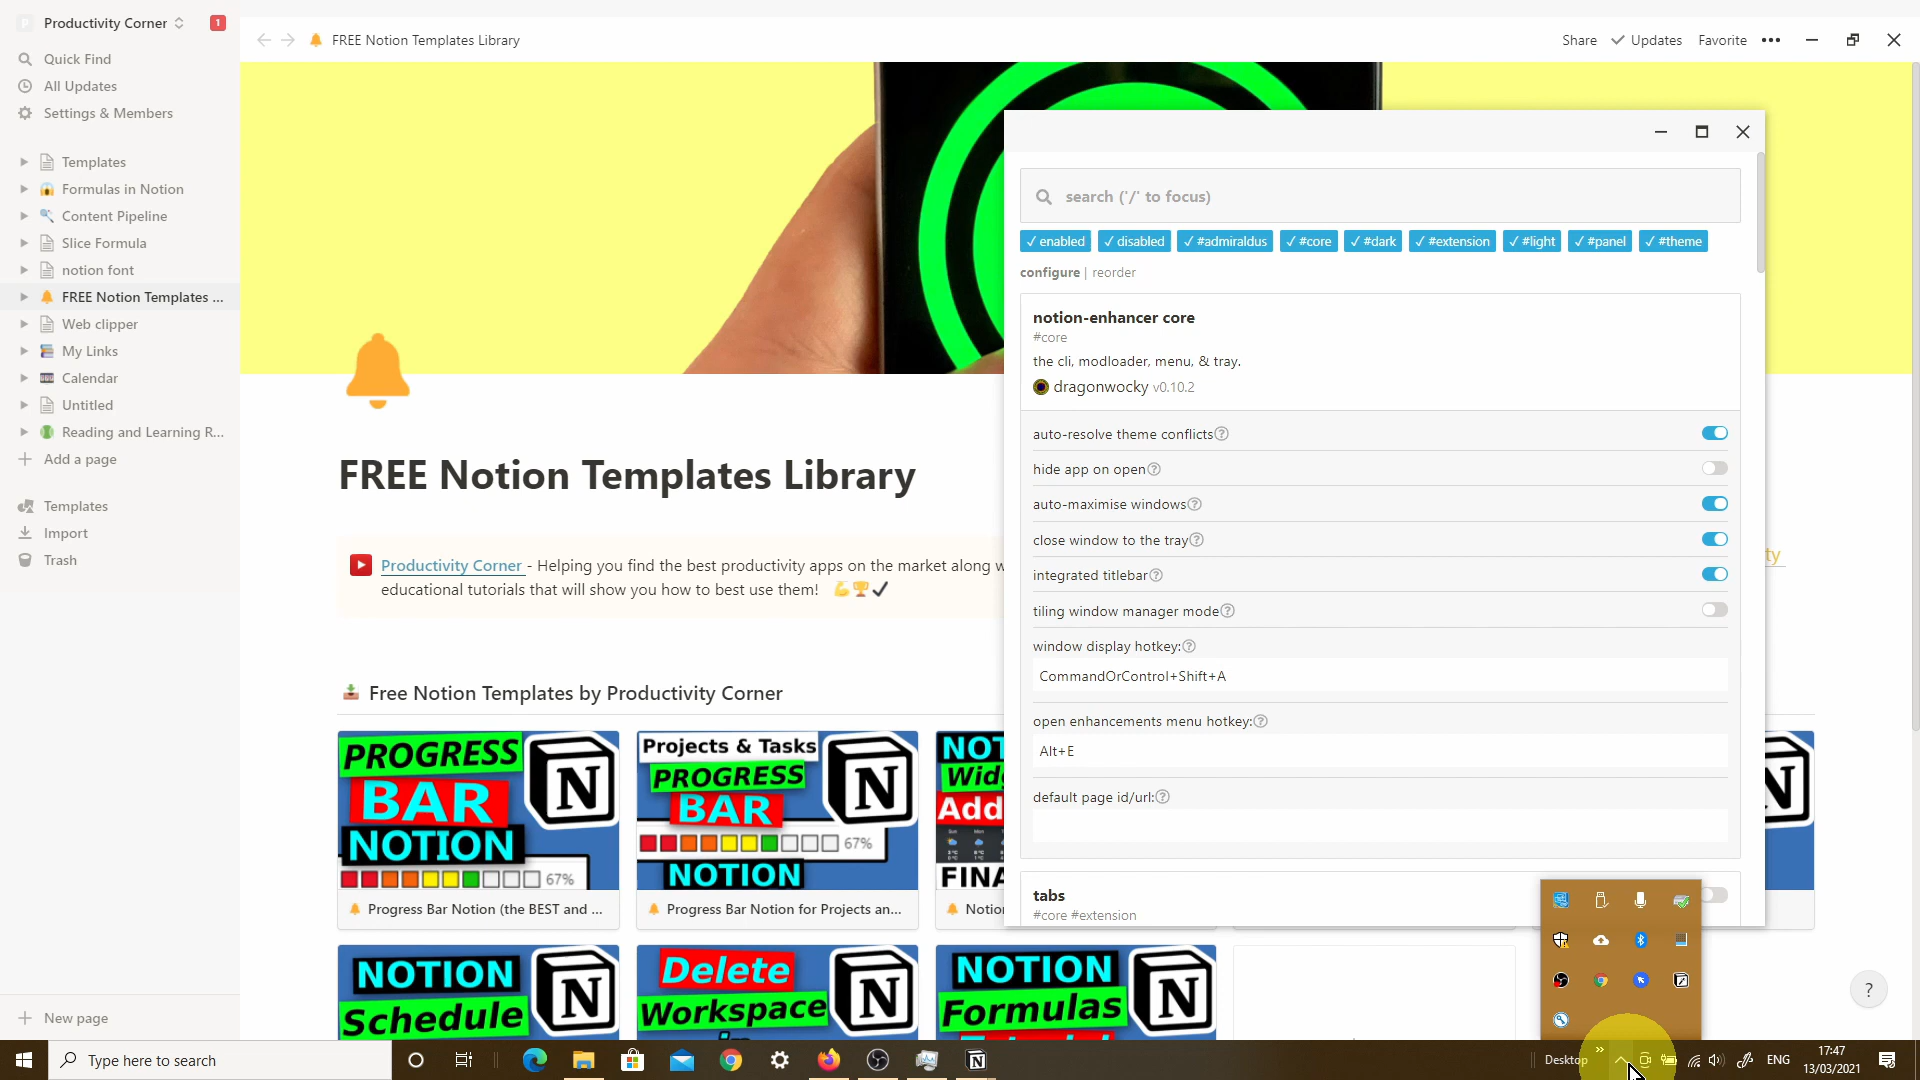 Productivity Corner
1
Quick Find
All Updates
Settings & Members
Templates
Formulas in Notion
Content Pipeline
Slice Formula
notion font
FREE Notion Templates ...
Web clipper
My Links
Calendar
Untitled
Reading and Learning R...
Add a page
Templates
Import
Trash
New page
FREE Notion Templates Library
Share
Updates
Favorite
FREE Notion Templates Library
Productivity Corner - Helping you find the best productivity apps on the market along w
educational tutorials that will show you how to best use them!
ty
Free Notion Templates by Productivity Corner
PROGRESS
BAR
NOTION
67%
N
Progress Bar Notion (the BEST and ...
Projects & Tasks
PROGRESS
BAR
67%
NOTION
N
Progress Bar Notion for Projects an...
NOT
Widg
Add
FINA
Notion
N
NOTION
Schedule
N
Delete
Workspace
N
NOTION
Formulas
Tutorial
N
search ('/' to focus)
✓ enabled
✓ disabled
✓ #admiraldus
✓ #core
✓ #dark
✓ #extension
✓ #light
✓ #panel
✓ #theme
configure | reorder
notion-enhancer core
#core
the cli, modloader, menu, & tray.
dragonwocky v0.10.2
auto-resolve theme conflicts
hide app on open
auto-maximise windows
close window to the tray
integrated titlebar
tiling window manager mode
window display hotkey:
CommandOrControl+Shift+A
open enhancements menu hotkey:
Alt+E
default page id/url:
tabs
#core #extension
?
Type here to search
Desktop
ENG
17:47
13/03/2021